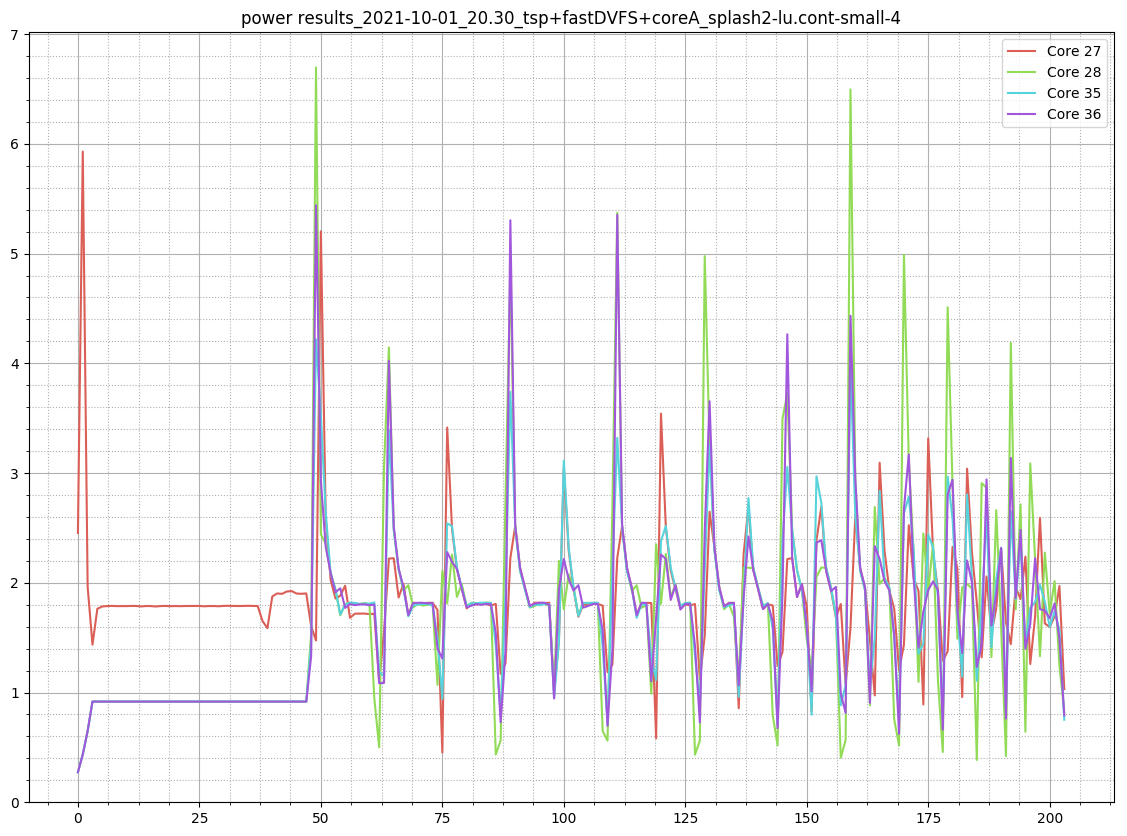 power results_2021-10-01_20.30_tsp+fastDVFS+coreA_splash2-lu.cont-small-4
Core 27
Core 28
Core 35
Core 36
7
6
5
4
3
2
1
0
0 25 50 75 100 125 150 175 200